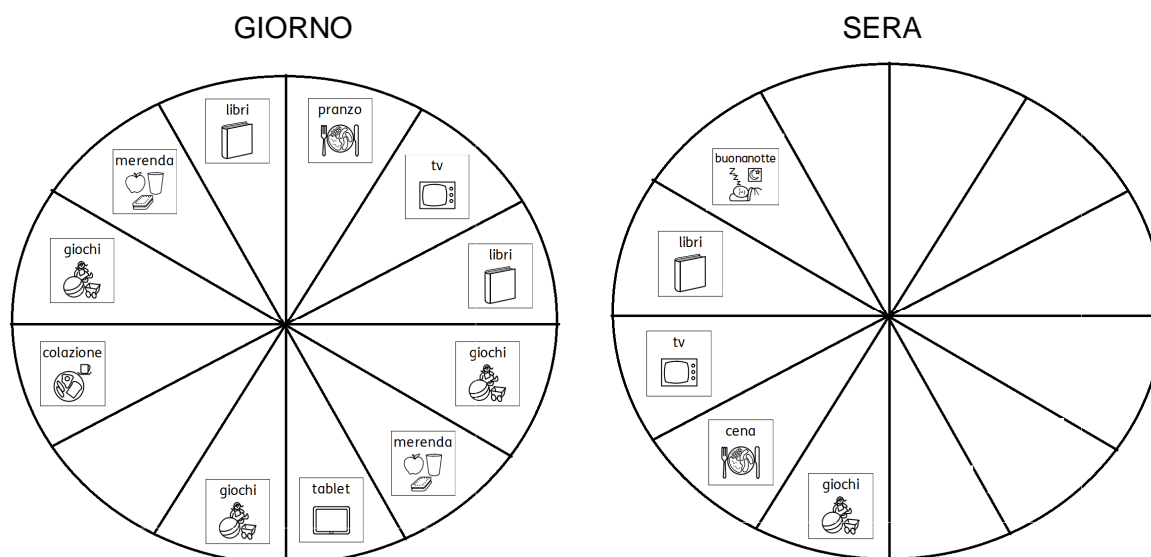 GIORNO
SERA
libri
pranzo
merenda
tv
giochi
libri
colazione
giochi
merenda
giochi
tablet
buonanotte
libri
tv
cena
giochi